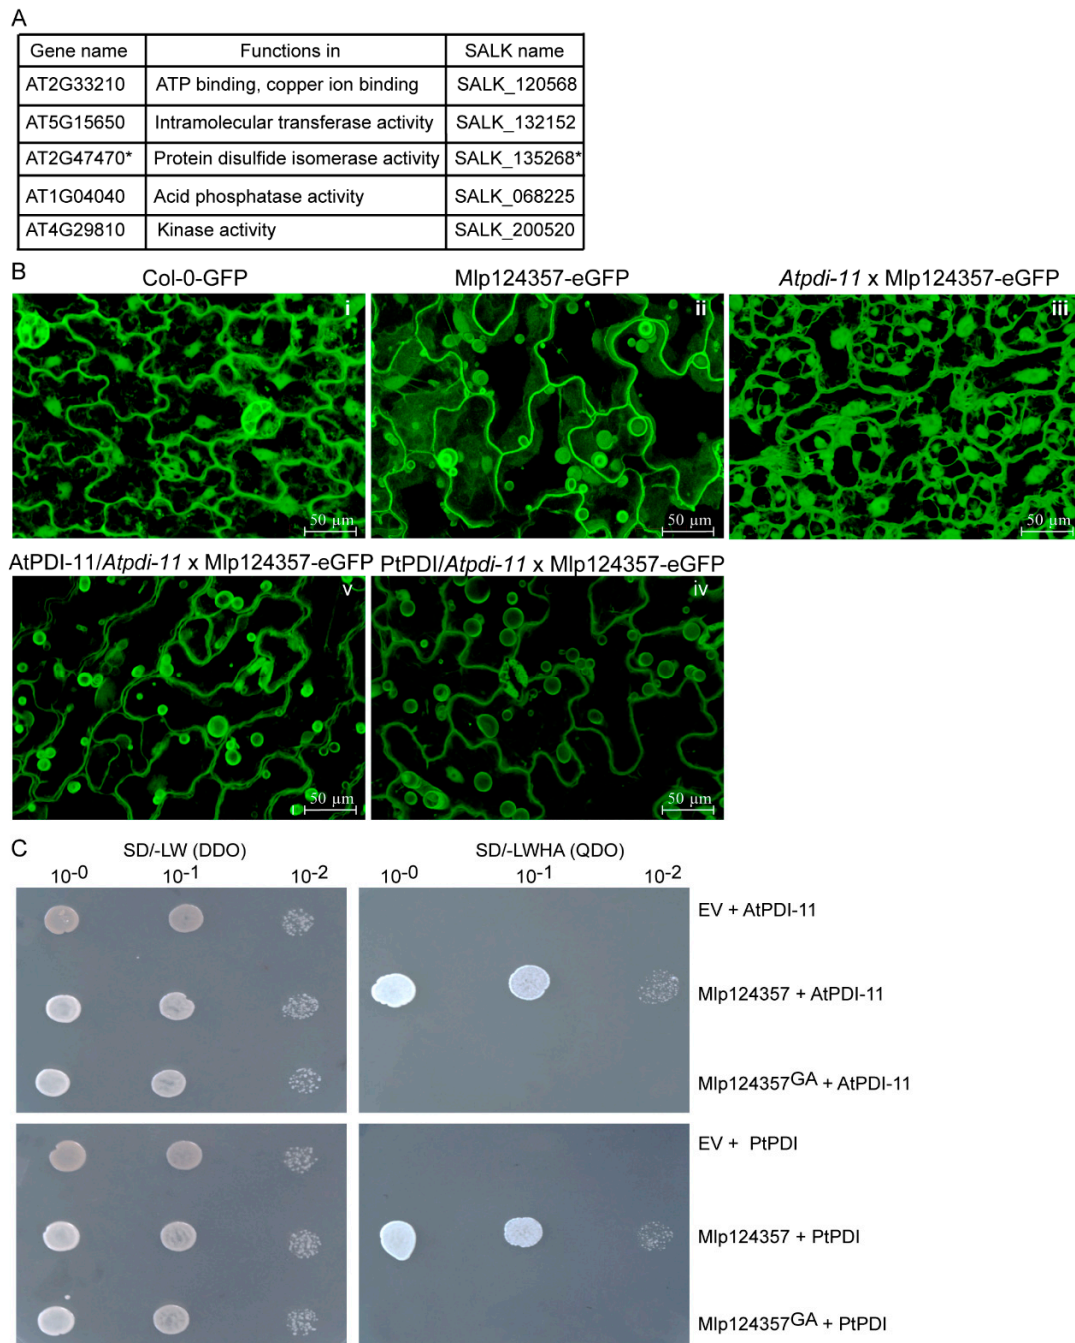 A
Gene name Functions in SALK name
AT2G33210 ATP binding, copper ion binding SALK_120568
AT5G15650 Intramolecular transferase activity SALK_132152
AT2G47470* Protein disulfide isomerase activity SALK_135268*
AT1G04040 Acid phosphatase activity SALK_068225
AT4G29810 Kinase activity SALK_200520
B
Col-0-GFP Mlp124357-eGFP Atpdi-11 x Mlp124357-eGFP
i ii iii
50 µm 50 µm 50 µm
AtPDI-11/Atpdi-11 x Mlp124357-eGFP PtPDI/Atpdi-11 x Mlp124357-eGFP
v iv
50 µm 50 µm
C
SD/-LW (DDO) SD/-LWHA (QDO)
10-0 10-1 10-2 10-0 10-1 10-2
EV + AtPDI-11
Mlp124357 + AtPDI-11
Mlp124357GA + AtPDI-11
EV + PtPDI
Mlp124357 + PtPDI
Mlp124357GA + PtPDI